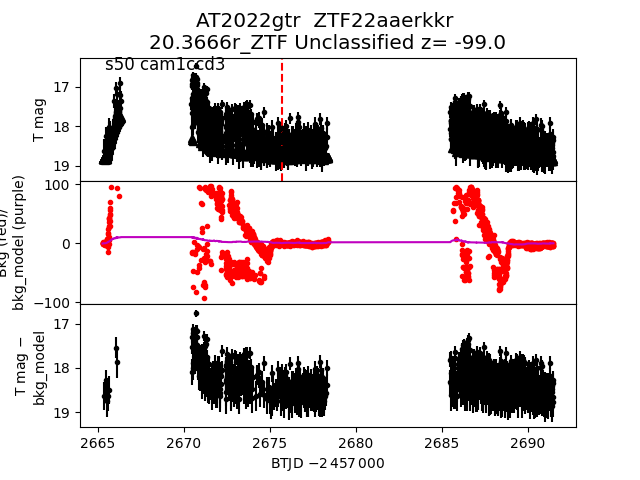 AT2022gtr  ZTF22aaerkkr
20.3666r_ZTF Unclassified z= -99.0
s50 cam1ccd3
T mag
17
18
19
Bkg (red)/
bkg_model (purple)
100
0
−100
T mag −
bkg_model
17
18
19
2665 2670 2675 2680 2685 2690
BTJD −2 457 000